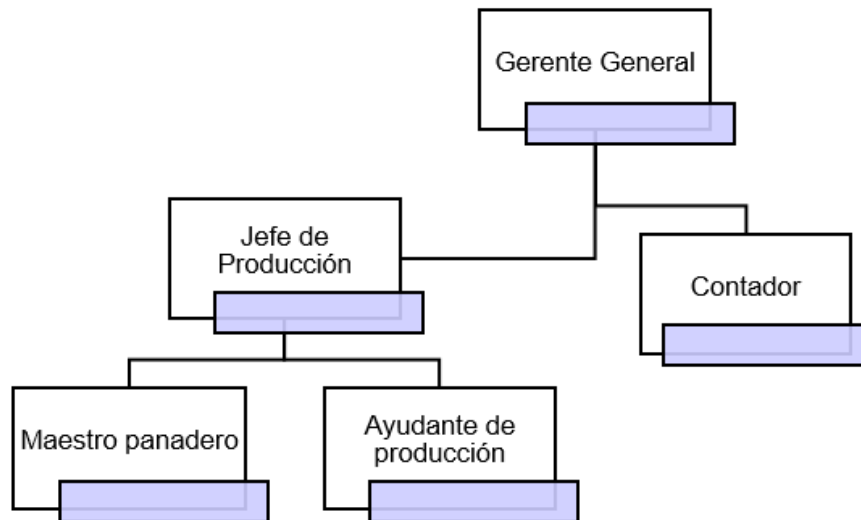 Gerente General
Jefe de
Producción
Contador
Maestro panadero
Ayudante de
producción